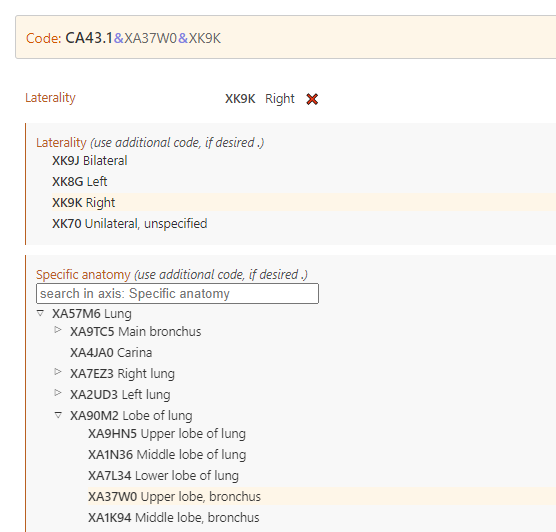 Code: CA43.1&XA37W0&XK9K
Laterality XK9K Right
Laterality (use additional code, if desired .)
XK9J Bilateral
XK8G Left
XK9K Right
XK70 Unilateral, unspecified
Specific anatomy (use additional code, if desired .)
search in axis: Specific anatomy
XA57M6 Lung
XA9TC5 Main bronchus
XA4JA0 Carina
XA7EZ3 Right lung
XA2UD3 Left lung
XA90M2 Lobe of lung
XA9HN5 Upper lobe of lung
XA1N36 Middle lobe of lung
XA7L34 Lower lobe of lung
XA37W0 Upper lobe, bronchus
XA1K94 Middle lobe, bronchus